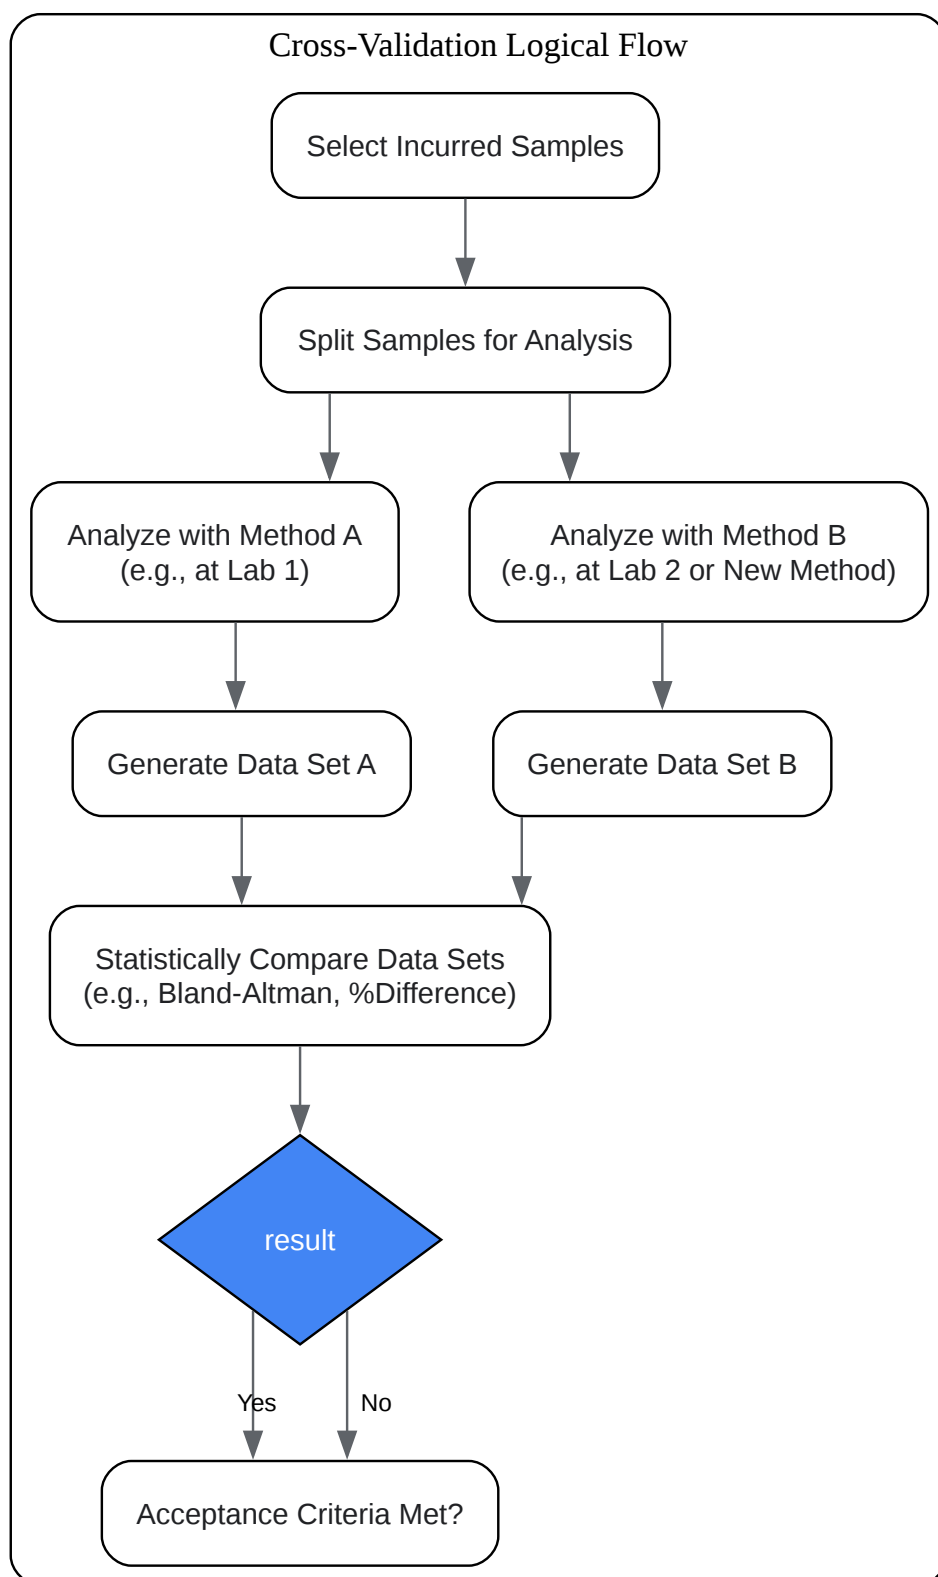 Cross-Validation Logical Flow
Select Incurred Samples
Split Samples for Analysis
Analyze with Method A
(e.g., at Lab 1)
Analyze with Method B
(e.g., at Lab 2 or New Method)
Generate Data Set A
Generate Data Set B
Statistically Compare Data Sets
(e.g., Bland-Altman, %Difference)
result
Yes
No
Acceptance Criteria Met?